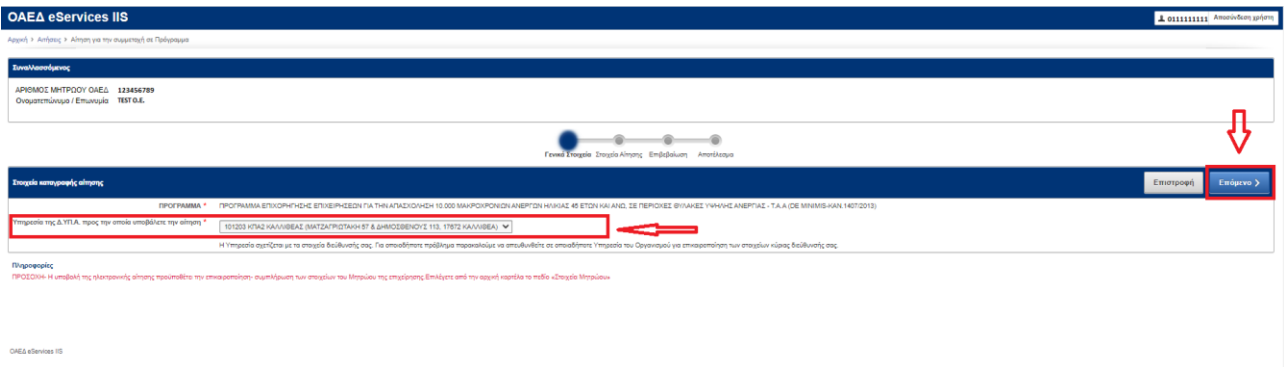 ΟΑΕΔ eServices IIS
0111111111 Αποσύνδεση χρήστη
Αρχική > Αιτήσεις > Αίτηση για την συμμετοχή σε Πρόγραμμα
Συναλλασσόμενος
ΑΡΙΘΜΟΣ ΜΗΤΡΩΟΥ ΟΑΕΔ 123456789
Ονοματεπώνυμο / Επωνυμία TEST O.E.
Γενικά Στοιχεία Στοιχεία Αίτησης Επιβεβαίωση Αποτέλεσμα
Στοιχεία καταγραφής αίτησης
Επιστροφή Επόμενο >
ΠΡΟΓΡΑΜΜΑ * ΠΡΟΓΡΑΜΜΑ ΕΠΙΧΟΡΗΓΗΣΗΣ ΕΠΙΧΕΙΡΗΣΕΩΝ ΓΙΑ ΤΗΝ ΑΠΑΣΧΟΛΗΣΗ 10.000 ΜΑΚΡΟΧΡΟΝΙΩΝ ΑΝΕΡΓΩΝ ΗΛΙΚΙΑΣ 45 ΕΤΩΝ ΚΑΙ ΑΝΩ, ΣΕ ΠΕΡΙΟΧΕΣ ΘΥΛΑΚΕΣ ΥΨΗΛΗΣ ΑΝΕΡΓΙΑΣ - Τ.Α.Α (DE MINIMIS-ΚΑΝ.1407/2013)
Υπηρεσία της Δ.ΥΠ.Α. προς την οποία υποβάλετε την αίτηση * 101203 ΚΠΑ2 ΚΑΛΛΙΘΕΑΣ (ΜΑΤΖΑΓΡΙΩΤΑΚΗ 57 & ΔΗΜΟΣΘΕΝΟΥΣ 113, 17672 ΚΑΛΛΙΘΕΑ)
Η Υπηρεσία σχετίζεται με τα στοιχεία διεύθυνσής σας. Για οποιοδήποτε πρόβλημα παρακαλούμε να απευθυνθείτε σε οποιαδήποτε Υπηρεσία του Οργανισμού για επικαιροποίηση των στοιχείων κύριας διεύθυνσής σας.
Πληροφορίες
ΠΡΟΣΟΧΗ- Η υποβολή της ηλεκτρονικής αίτησης προϋποθέτει την επικαιροποίηση- συμπλήρωση των στοιχείων του Μητρώου της επιχείρησης.Επιλέγετε από την αρχική καρτέλα το πεδίο «Στοιχεία Μητρώου»
ΟΑΕΔ eServices IIS